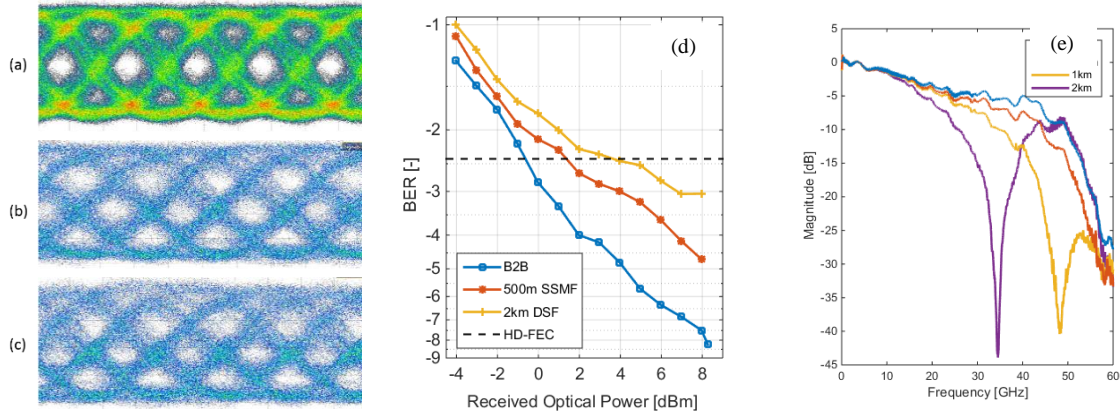 (a)
(b)
(c)
(d)
BER [-]
-1
-2
-3
-4
-5
-6
-7
-8
-9
B2B
500m SSMF
2km DSF
HD-FEC
-4 -2 0 2 4 6 8
Received Optical Power [dBm]
(e)
1km
2km
Magnitude [dB]
5
0
-5
-10
-15
-20
-25
-30
-35
-40
-45
0 10 20 30 40 50 60
Frequency [GHz]